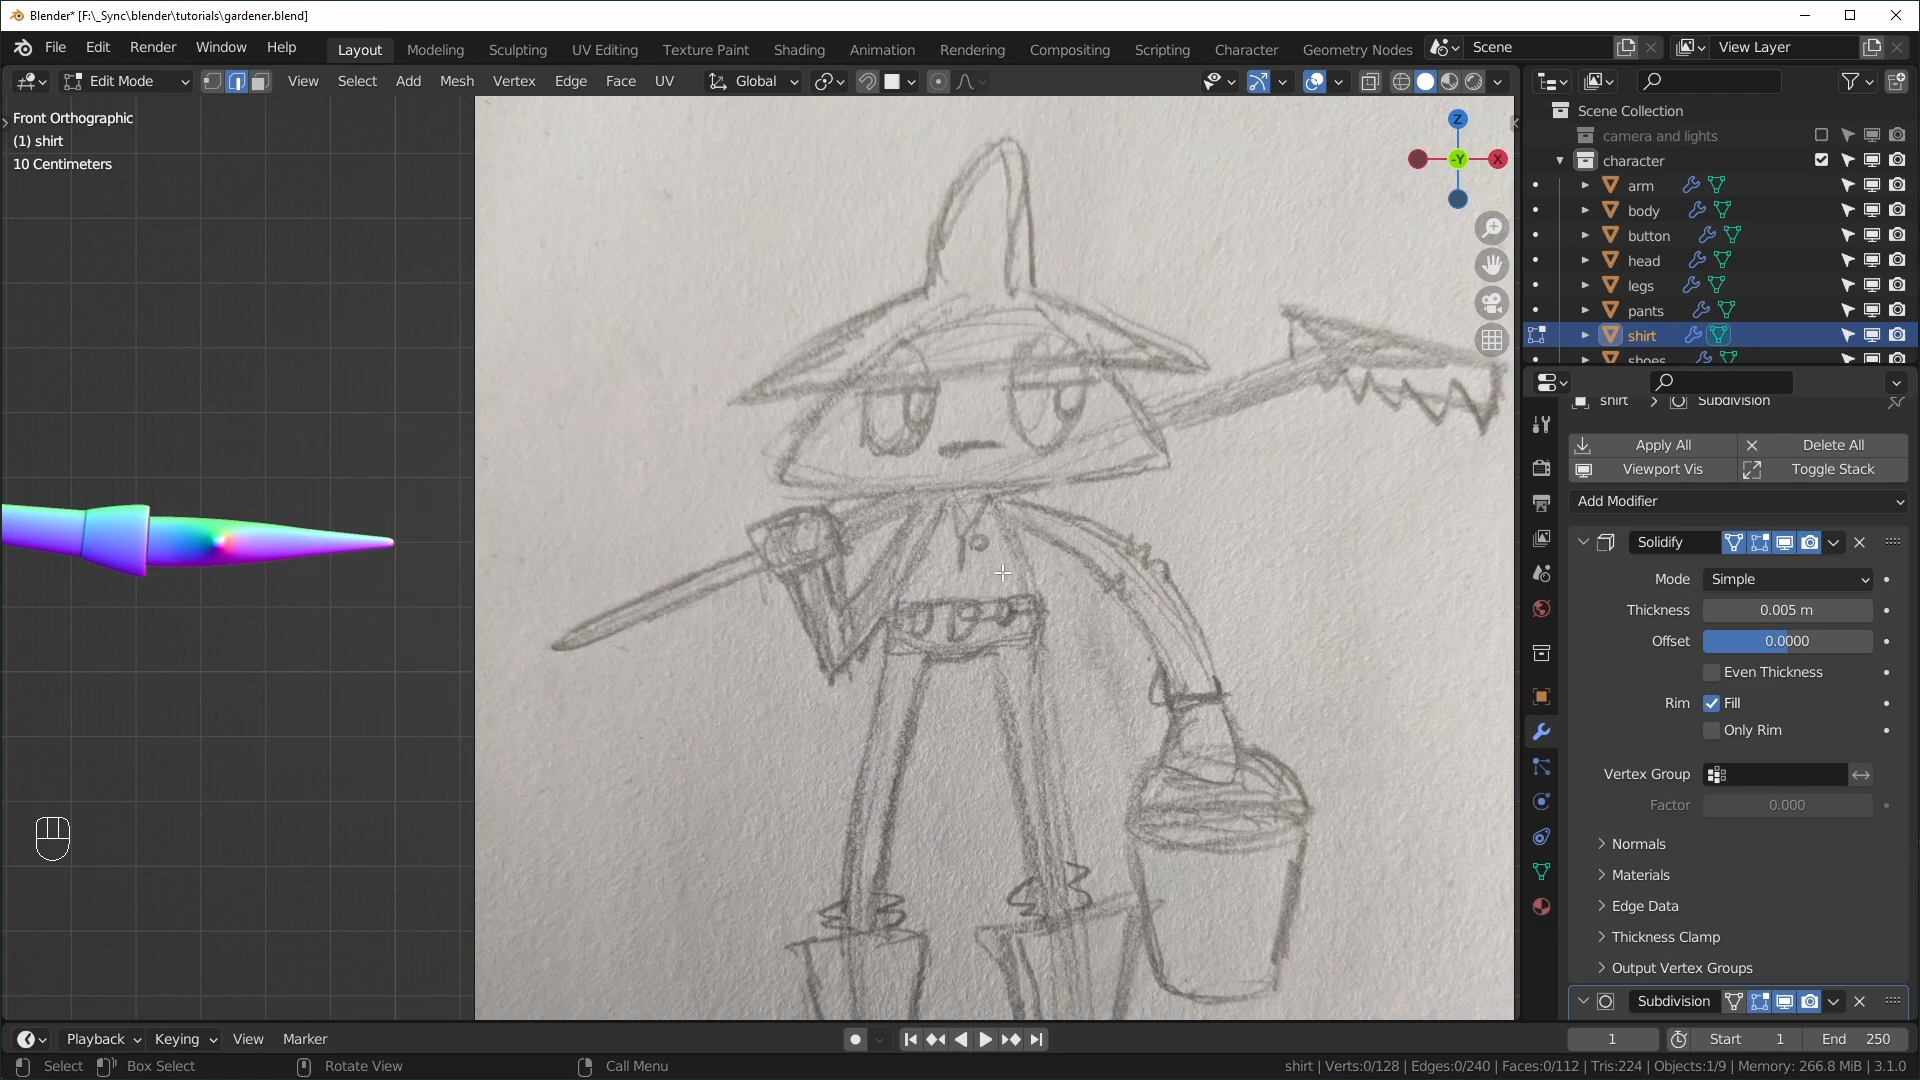 Blender* [F:\_Sync\blender\tutorials\gardener.blend]
File Edit Render Window Help Layout Modeling Sculpting UV Editing Texture Paint Shading Animation Rendering Compositing Scripting Character Geometry Nodes Scene View Layer
Edit Mode View Select Add Mesh Vertex Edge Face UV Global
Front Orthographic
(1) shirt
10 Centimeters
Z
-Y
X
Scene Collection
camera and lights
character
arm
body
button
head
legs
pants
shirt
shoes
shirt Subdivision
Apply All Delete All
Viewport Vis Toggle Stack
Add Modifier
Solidify
Mode Simple
Thickness 0.005 m
Offset 0.0000
Even Thickness
Rim Fill
Only Rim
Vertex Group
Factor 0.000
Normals
Materials
Edge Data
Thickness Clamp
Output Vertex Groups
Subdivision
Playback Keying View Marker 1 Start 1 End 250
Select Box Select Rotate View Call Menu shirt | Verts:0/128 | Edges:0/240 | Faces:0/112 | Tris:224 | Objects:1/9 | Memory: 266.8 MiB | 3.1.0